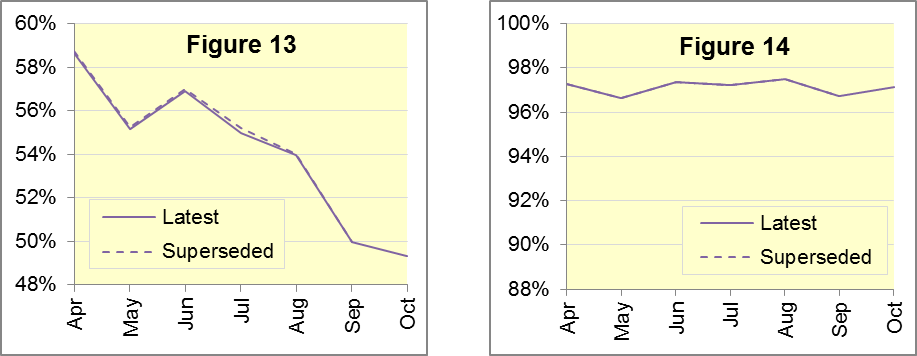 Figure 13
60%
58%
56%
54%
52%
50%
48%
Latest
Superseded
Apr
May
Jun
Jul
Aug
Sep
Oct
Figure 14
100%
98%
96%
94%
92%
90%
88%
Latest
Superseded
Apr
May
Jun
Jul
Aug
Sep
Oct